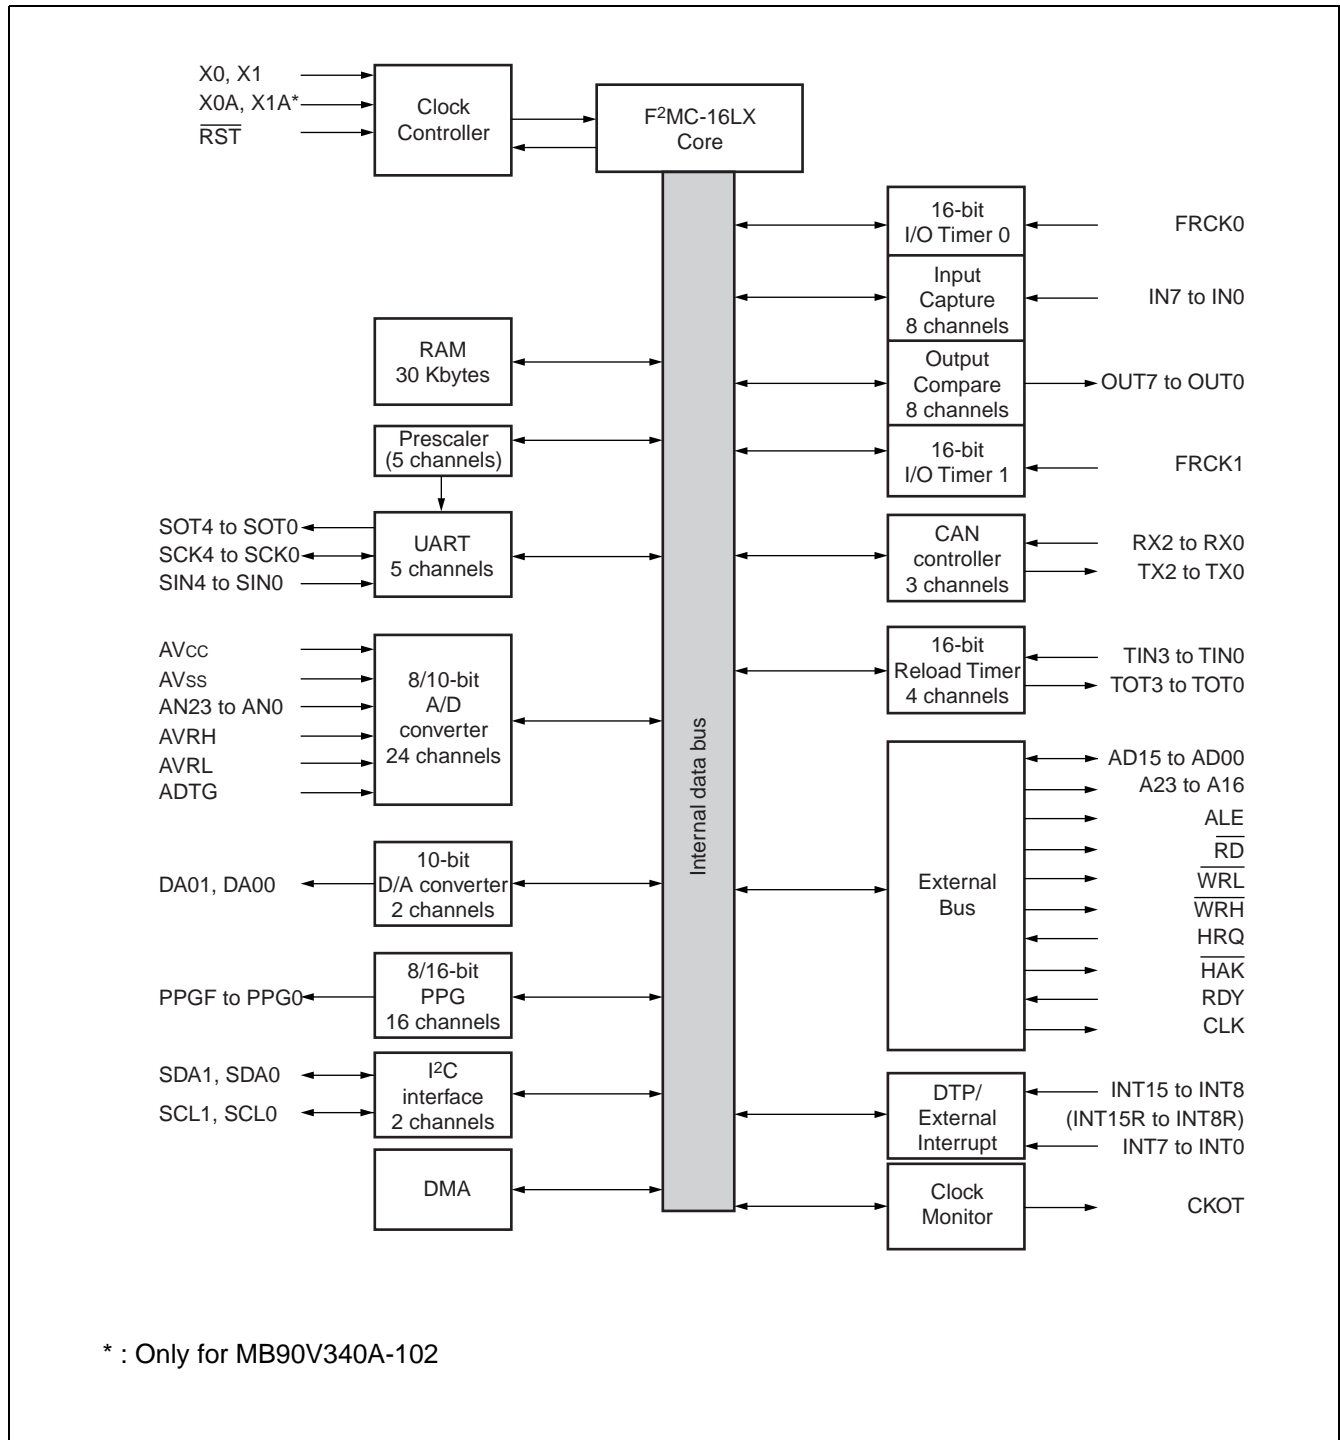 X0, X1
X0A, X1A*
RST
Clock
Controller
F²MC-16LX
Core
16-bit
I/O Timer 0
FRCK0
Input
Capture
8 channels
IN7 to IN0
RAM
30 Kbytes
Output
Compare
8 channels
OUT7 to OUT0
Prescaler
(5 channels)
16-bit
I/O Timer 1
FRCK1
SOT4 to SOT0
SCK4 to SCK0
SIN4 to SIN0
UART
5 channels
CAN
controller
3 channels
RX2 to RX0
TX2 to TX0
AVcc
AVss
AN23 to AN0
AVRH
AVRL
ADTG
8/10-bit
A/D
converter
24 channels
16-bit
Reload Timer
4 channels
TIN3 to TIN0
TOT3 to TOT0
Internal data bus
DA01, DA00
10-bit
D/A converter
2 channels
External
Bus
AD15 to AD00
A23 to A16
ALE
RD
WRL
WRH
HRQ
HAK
RDY
CLK
PPGF to PPG0
8/16-bit
PPG
16 channels
SDA1, SDA0
SCL1, SCL0
I²C
interface
2 channels
DTP/
External
Interrupt
INT15 to INT8
(INT15R to INT8R)
INT7 to INT0
DMA
Clock
Monitor
CKOT
* : Only for MB90V340A-102